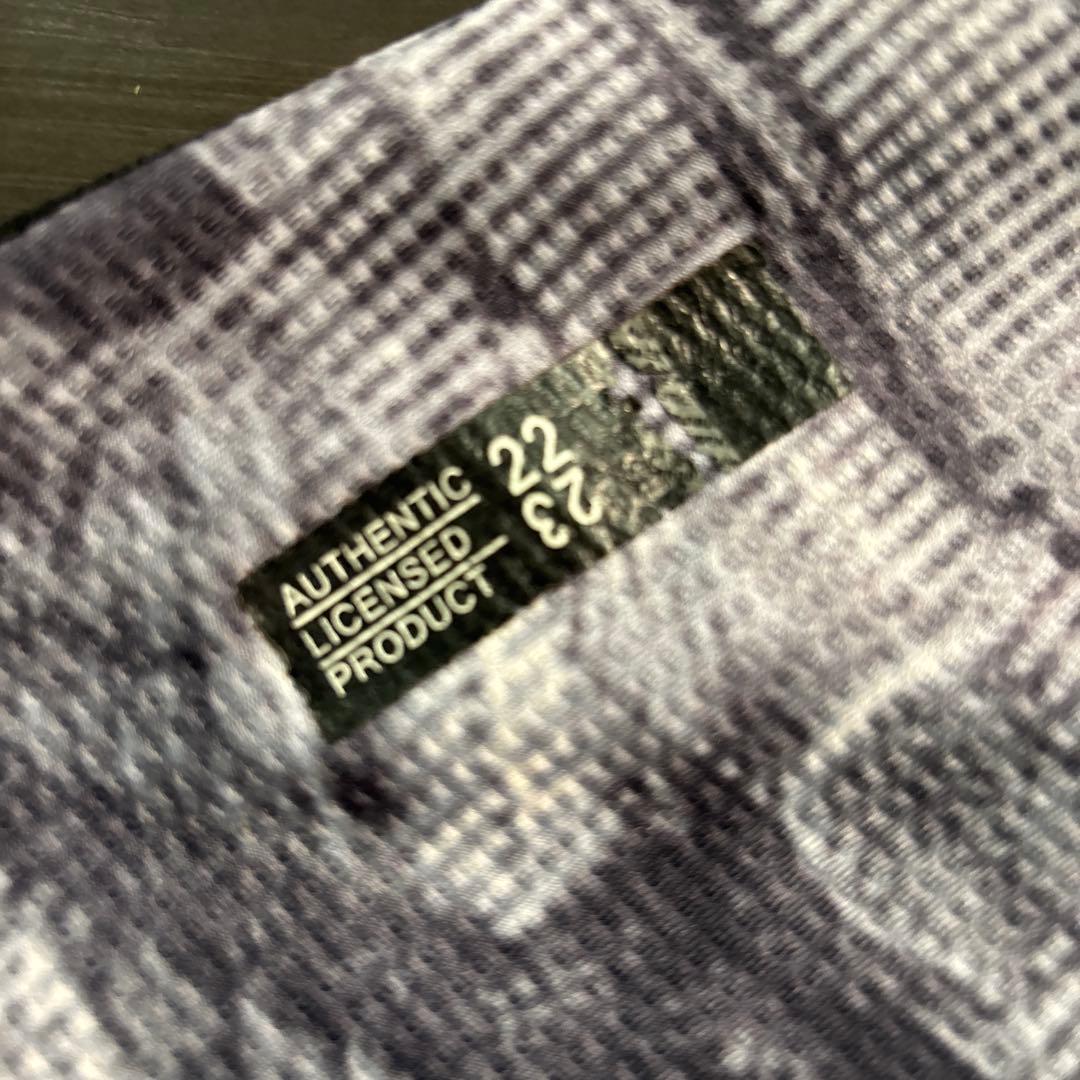 AUTHENTIC
LICENSED
PRODUCT
22
23